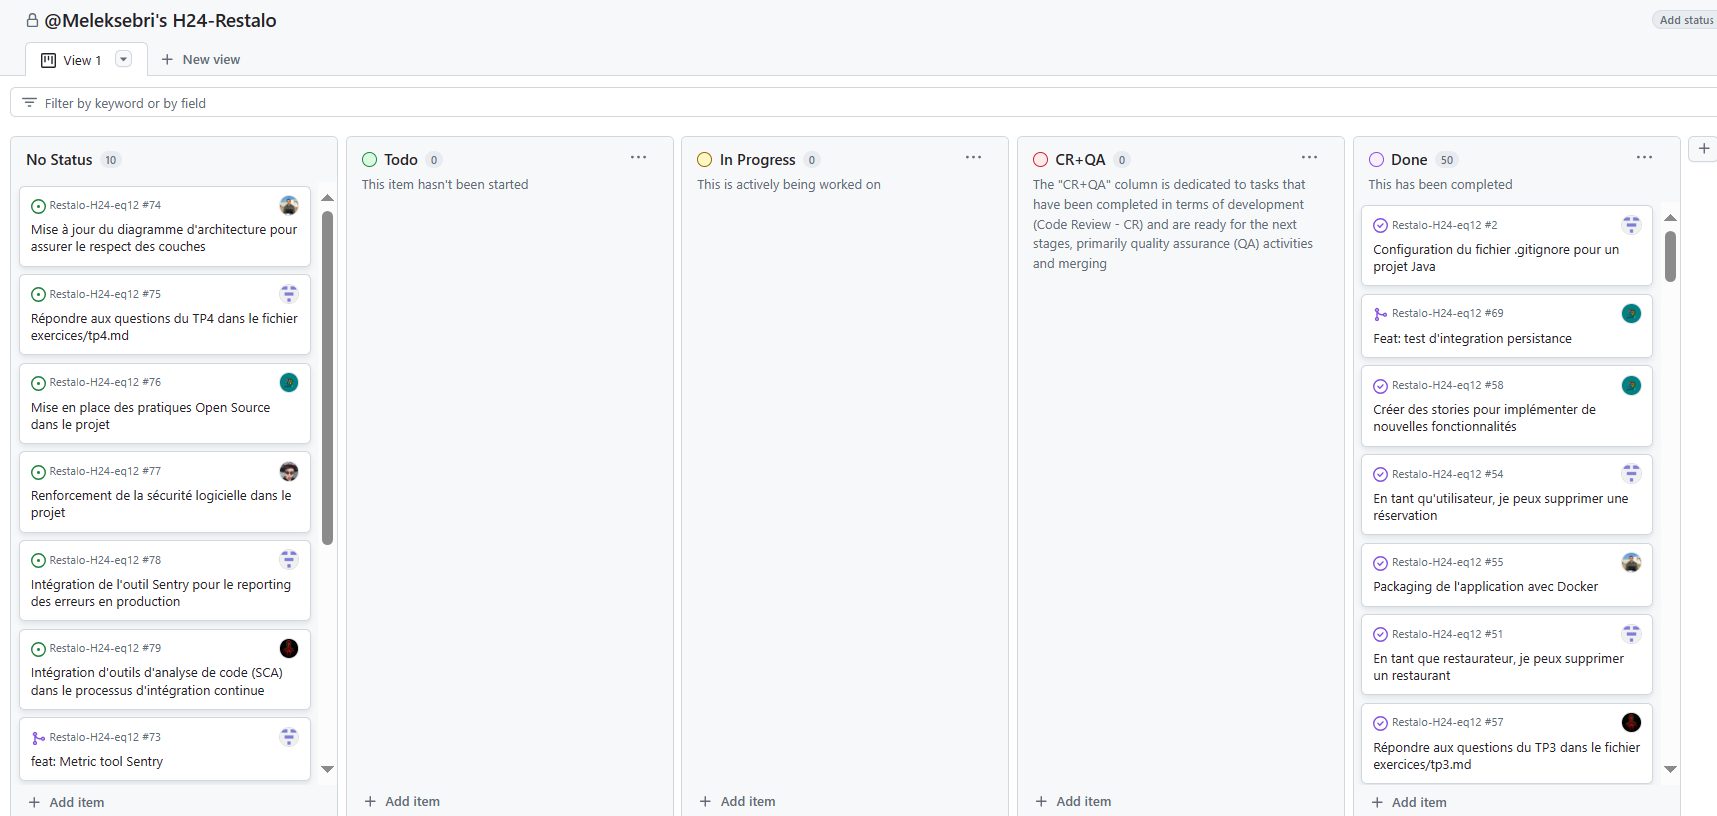 @Meleksebri's H24-Restalo
Add status
View 1
New view
Filter by keyword or by field
No Status 10
Restalo-H24-eq12 #74
Mise à jour du diagramme d'architecture pour
assurer le respect des couches
Restalo-H24-eq12 #75
Répondre aux questions du TP4 dans le fichier
exercices/tp4.md
Restalo-H24-eq12 #76
Mise en place des pratiques Open Source
dans le projet
Restalo-H24-eq12 #77
Renforcement de la sécurité logicielle dans le
projet
Restalo-H24-eq12 #78
Intégration de l'outil Sentry pour le reporting
des erreurs en production
Restalo-H24-eq12 #79
Intégration d'outils d'analyse de code (SCA)
dans le processus d'intégration continue
Restalo-H24-eq12 #73
feat: Metric tool Sentry
Add item
Todo 0
This item hasn't been started
Add item
In Progress 0
This is actively being worked on
Add item
CR+QA 0
The "CR+QA" column is dedicated to tasks that
have been completed in terms of development
(Code Review - CR) and are ready for the next
stages, primarily quality assurance (QA) activities
and merging
Add item
Done 50
This has been completed
Restalo-H24-eq12 #2
Configuration du fichier .gitignore pour un
projet Java
Restalo-H24-eq12 #69
Feat: test d'integration persistance
Restalo-H24-eq12 #58
Créer des stories pour implémenter de
nouvelles fonctionnalités
Restalo-H24-eq12 #54
En tant qu'utilisateur, je peux supprimer une
réservation
Restalo-H24-eq12 #55
Packaging de l'application avec Docker
Restalo-H24-eq12 #51
En tant que restaurateur, je peux supprimer
un restaurant
Restalo-H24-eq12 #57
Répondre aux questions du TP3 dans le fichier
exercices/tp3.md
Add item